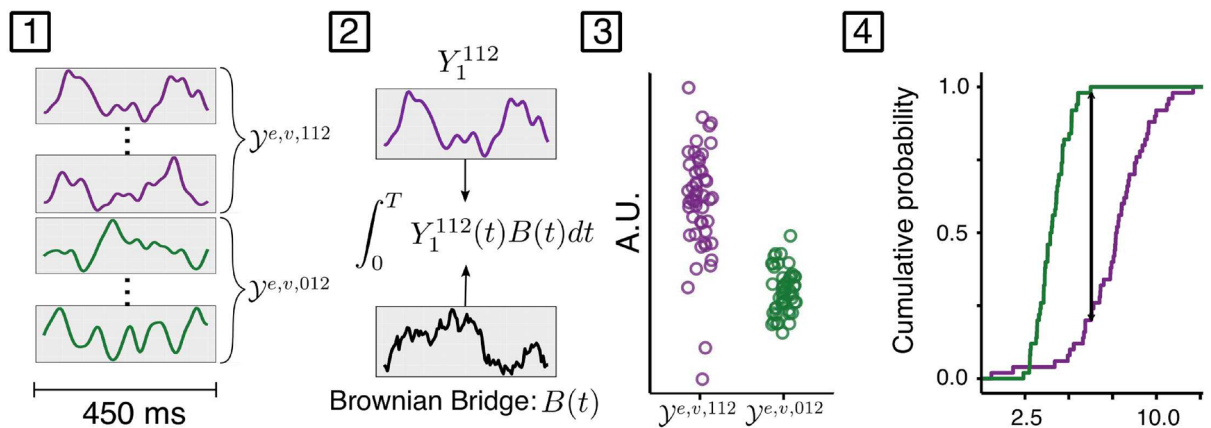 1
𝒴^{e,v,112}
𝒴^{e,v,012}
450 ms
2
Y_1^{112}
∫_0^T Y_1^{112}(t)B(t)dt
Brownian Bridge: B(t)
3
A.U.
𝒴^{e,v,112} 𝒴^{e,v,012}
4
Cumulative probability
1.0
0.5
0.0
2.5 10.0